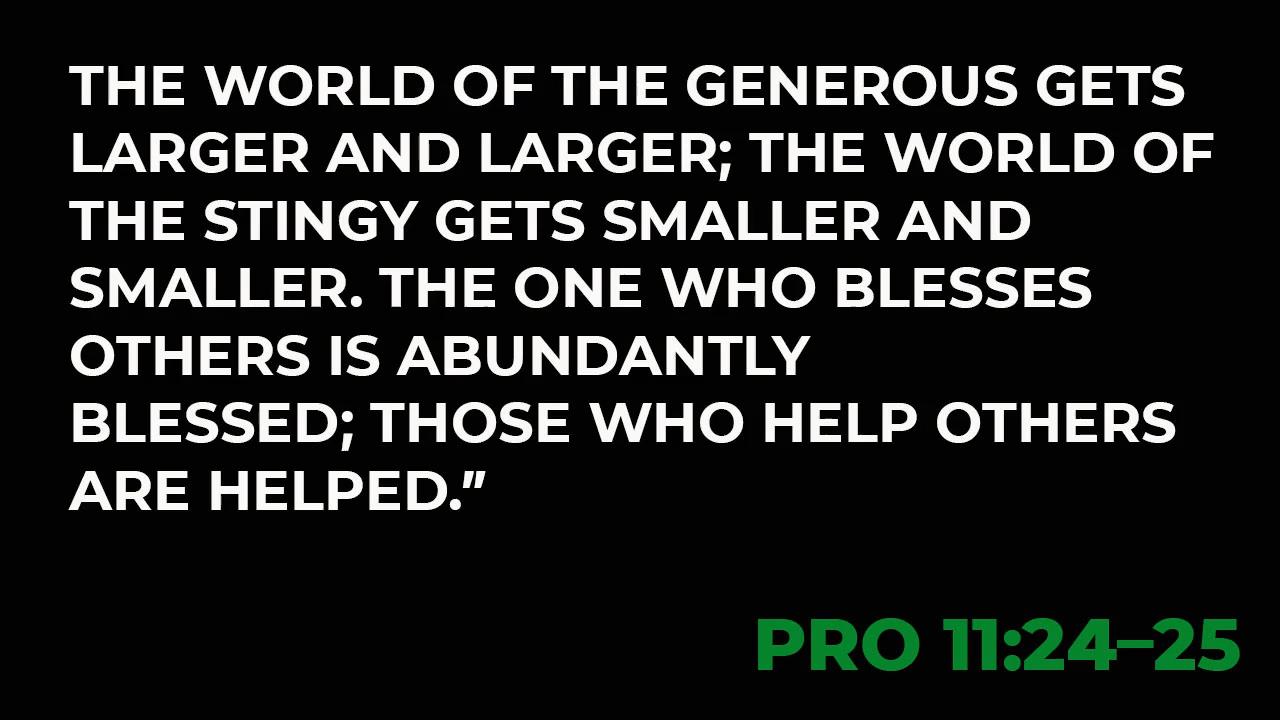 THE WORLD OF THE GENEROUS GETS
LARGER AND LARGER; THE WORLD OF
THE STINGY GETS SMALLER AND
SMALLER. THE ONE WHO BLESSES
OTHERS IS ABUNDANTLY
BLESSED; THOSE WHO HELP OTHERS
ARE HELPED.”
PRO 11:24–25